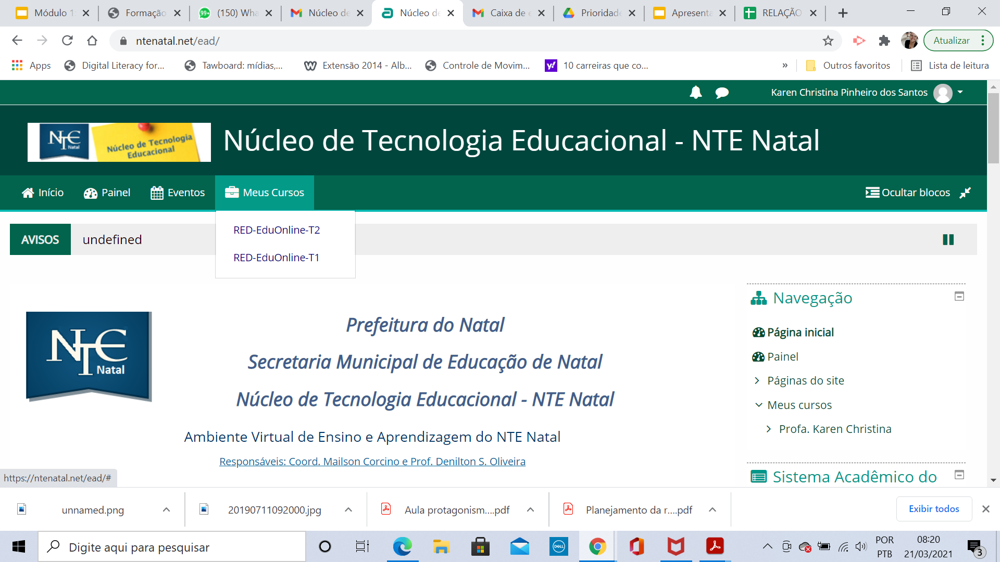 Módulo 1:
Formação
(150) Wha
Núcleo de
Núcleo de
Caixa de e
Prioridade
Apresenta
RELAÇÃO
ntenatal.net/ead/
Atualizar
Apps
Digital Literacy for...
Tawboard: mídias,...
Extensão 2014 - Alb...
Controle de Movim...
10 carreiras que co...
»
Outros favoritos
Lista de leitura
Karen Christina Pinheiro dos Santos
NTE Natal
Núcleo de Tecnologia
Educacional
Núcleo de Tecnologia Educacional - NTE Natal
Início
Painel
Eventos
Meus Cursos
Ocultar blocos
RED-EduOnline-T2
RED-EduOnline-T1
AVISOS
undefined
NTE
Natal
Prefeitura do Natal
Secretaria Municipal de Educação de Natal
Núcleo de Tecnologia Educacional - NTE Natal
Ambiente Virtual de Ensino e Aprendizagem do NTE Natal
Responsáveis: Coord. Mailson Corcino e Prof. Denilton S. Oliveira
Navegação
Página inicial
Painel
Páginas do site
Meus cursos
Profa. Karen Christina
Sistema Acadêmico do
https://ntenatal.net/ead/#
unnamed.png
20190711092000.jpg
Aula protagonism....pdf
Planejamento da r....pdf
Exibir todos
Digite aqui para pesquisar
DELL
POR
PTB
08:20
21/03/2021
3